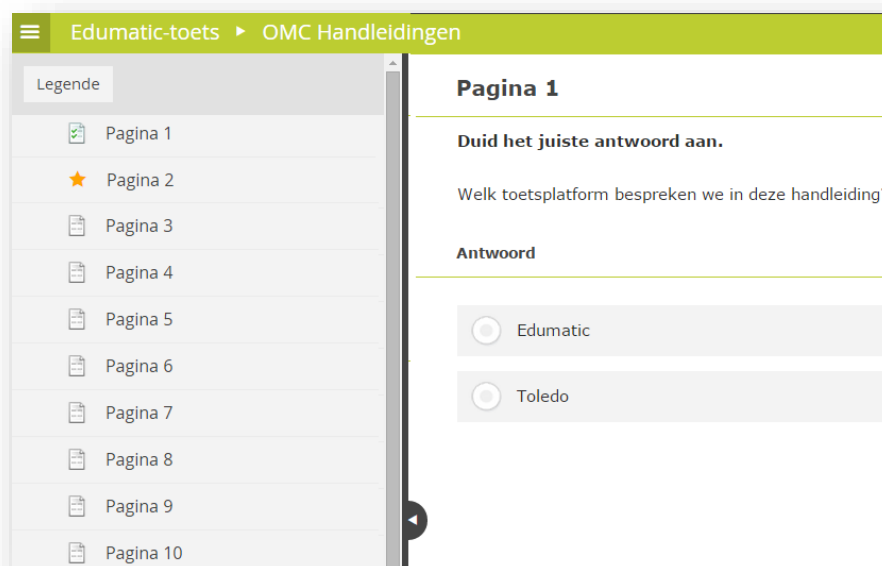 Edumatic-toets ▸ OMC Handleidingen
Legende
Pagina 1
Pagina 2
Pagina 3
Pagina 4
Pagina 5
Pagina 6
Pagina 7
Pagina 8
Pagina 9
Pagina 10
Pagina 1
Duid het juiste antwoord aan.
Welk toetsplatform bespreken we in deze handleiding?
Antwoord
Edumatic
Toledo